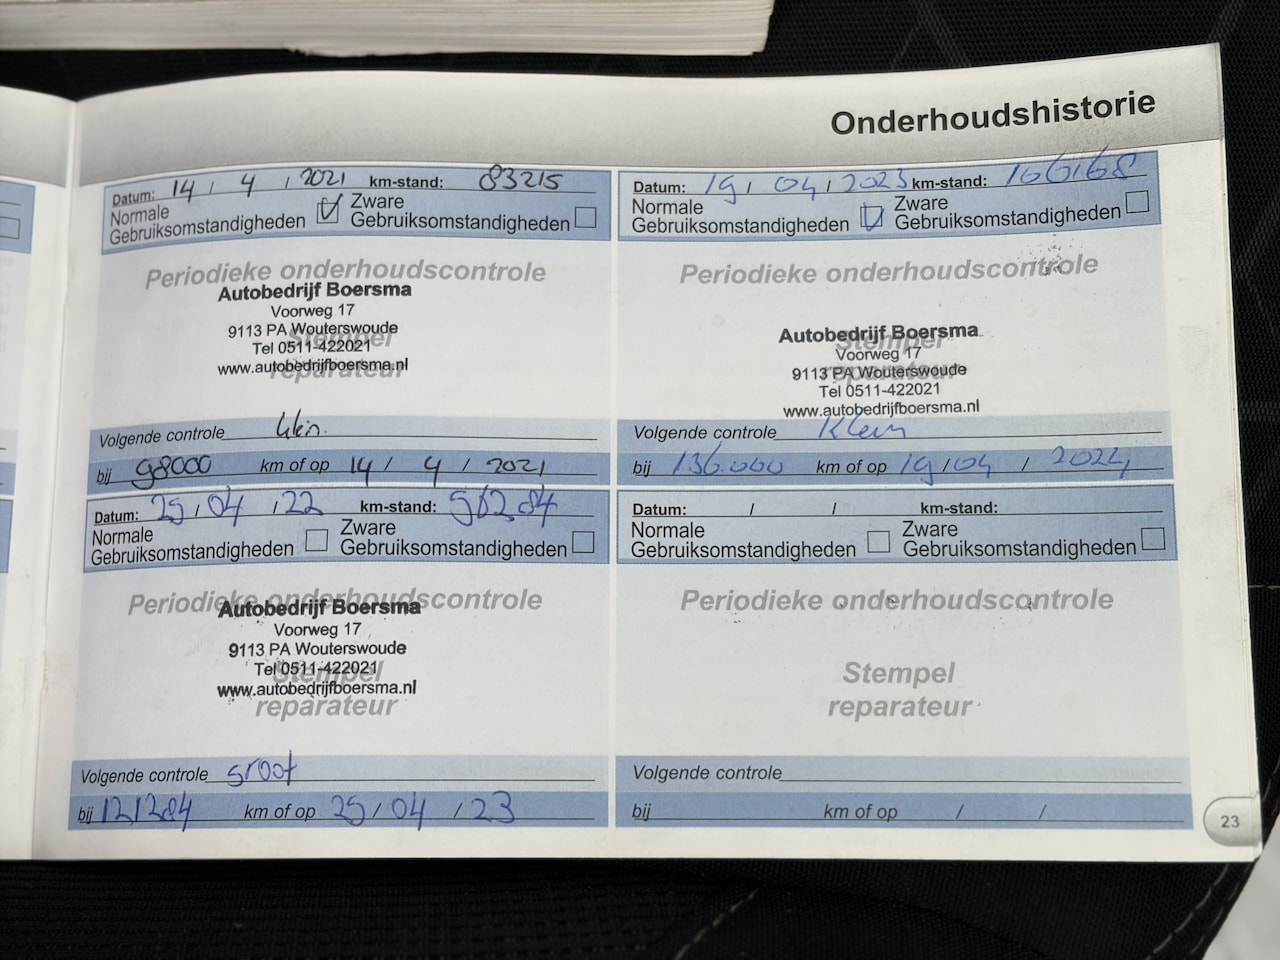 Onderhoudshistorie
Datum: 14 / 4 / 2021 km-stand: 83215
Normale Gebruiksomstandigheden Zware Gebruiksomstandigheden
Periodieke onderhoudscontrole
Stempel reparateur
Autobedrijf Boersma
Voorweg 17
9113 PA Wouterswoude
Tel 0511-422021
www.autobedrijfboersma.nl
Volgende controle klein
bij 98000 km of op 14 / 4 / 2021
Datum: 19 / 04 / 2023 km-stand:
Normale Gebruiksomstandigheden Zware Gebruiksomstandigheden
Periodieke onderhoudscontrole
Stempel reparateur
Autobedrijf Boersma
Voorweg 17
9113 PA Wouterswoude
Tel 0511-422021
www.autobedrijfboersma.nl
Volgende controle Klein
bij 136.000 km of op 19 / 04 / 2024
Datum: 25 / 04 / 22 km-stand:
Normale Gebruiksomstandigheden Zware Gebruiksomstandigheden
Periodieke onderhoudscontrole
Stempel reparateur
Autobedrijf Boersma
Voorweg 17
9113 PA Wouterswoude
Tel 0511-422021
www.autobedrijfboersma.nl
Volgende controle groot
bij 121284 km of op 25 / 04 / 23
Datum: / / km-stand:
Normale Gebruiksomstandigheden Zware Gebruiksomstandigheden
Periodieke onderhoudscontrole
Stempel
reparateur
Volgende controle
bij km of op / /
23